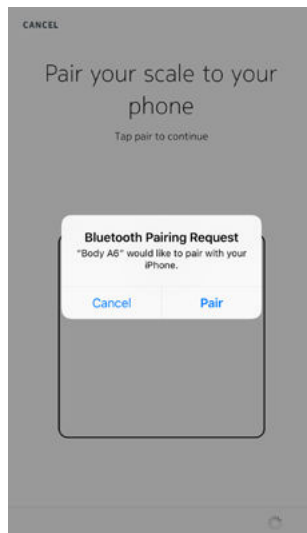 CANCEL
Pair your scale to your
phone
Tap pair to continue
Bluetooth Pairing Request
"Body A6" would like to pair with your
iPhone.
Cancel
Pair